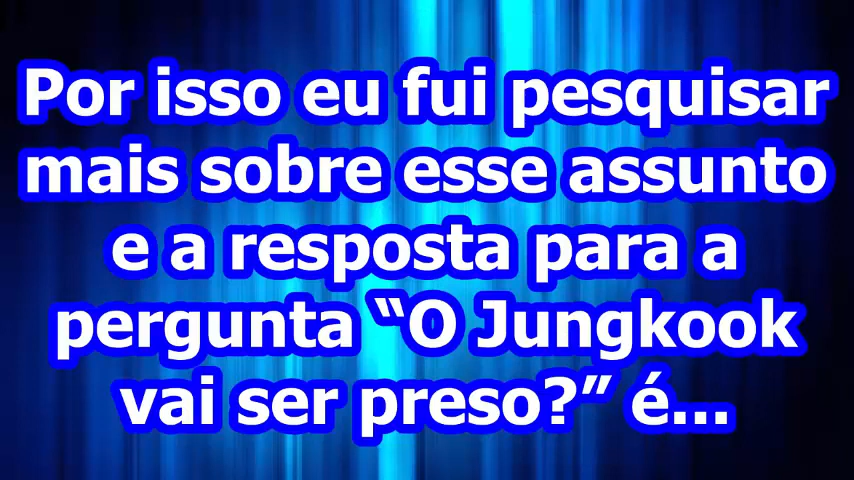 Por isso eu fui pesquisar
mais sobre esse assunto
e a resposta para a
pergunta “O Jungkook
vai ser preso?” é...